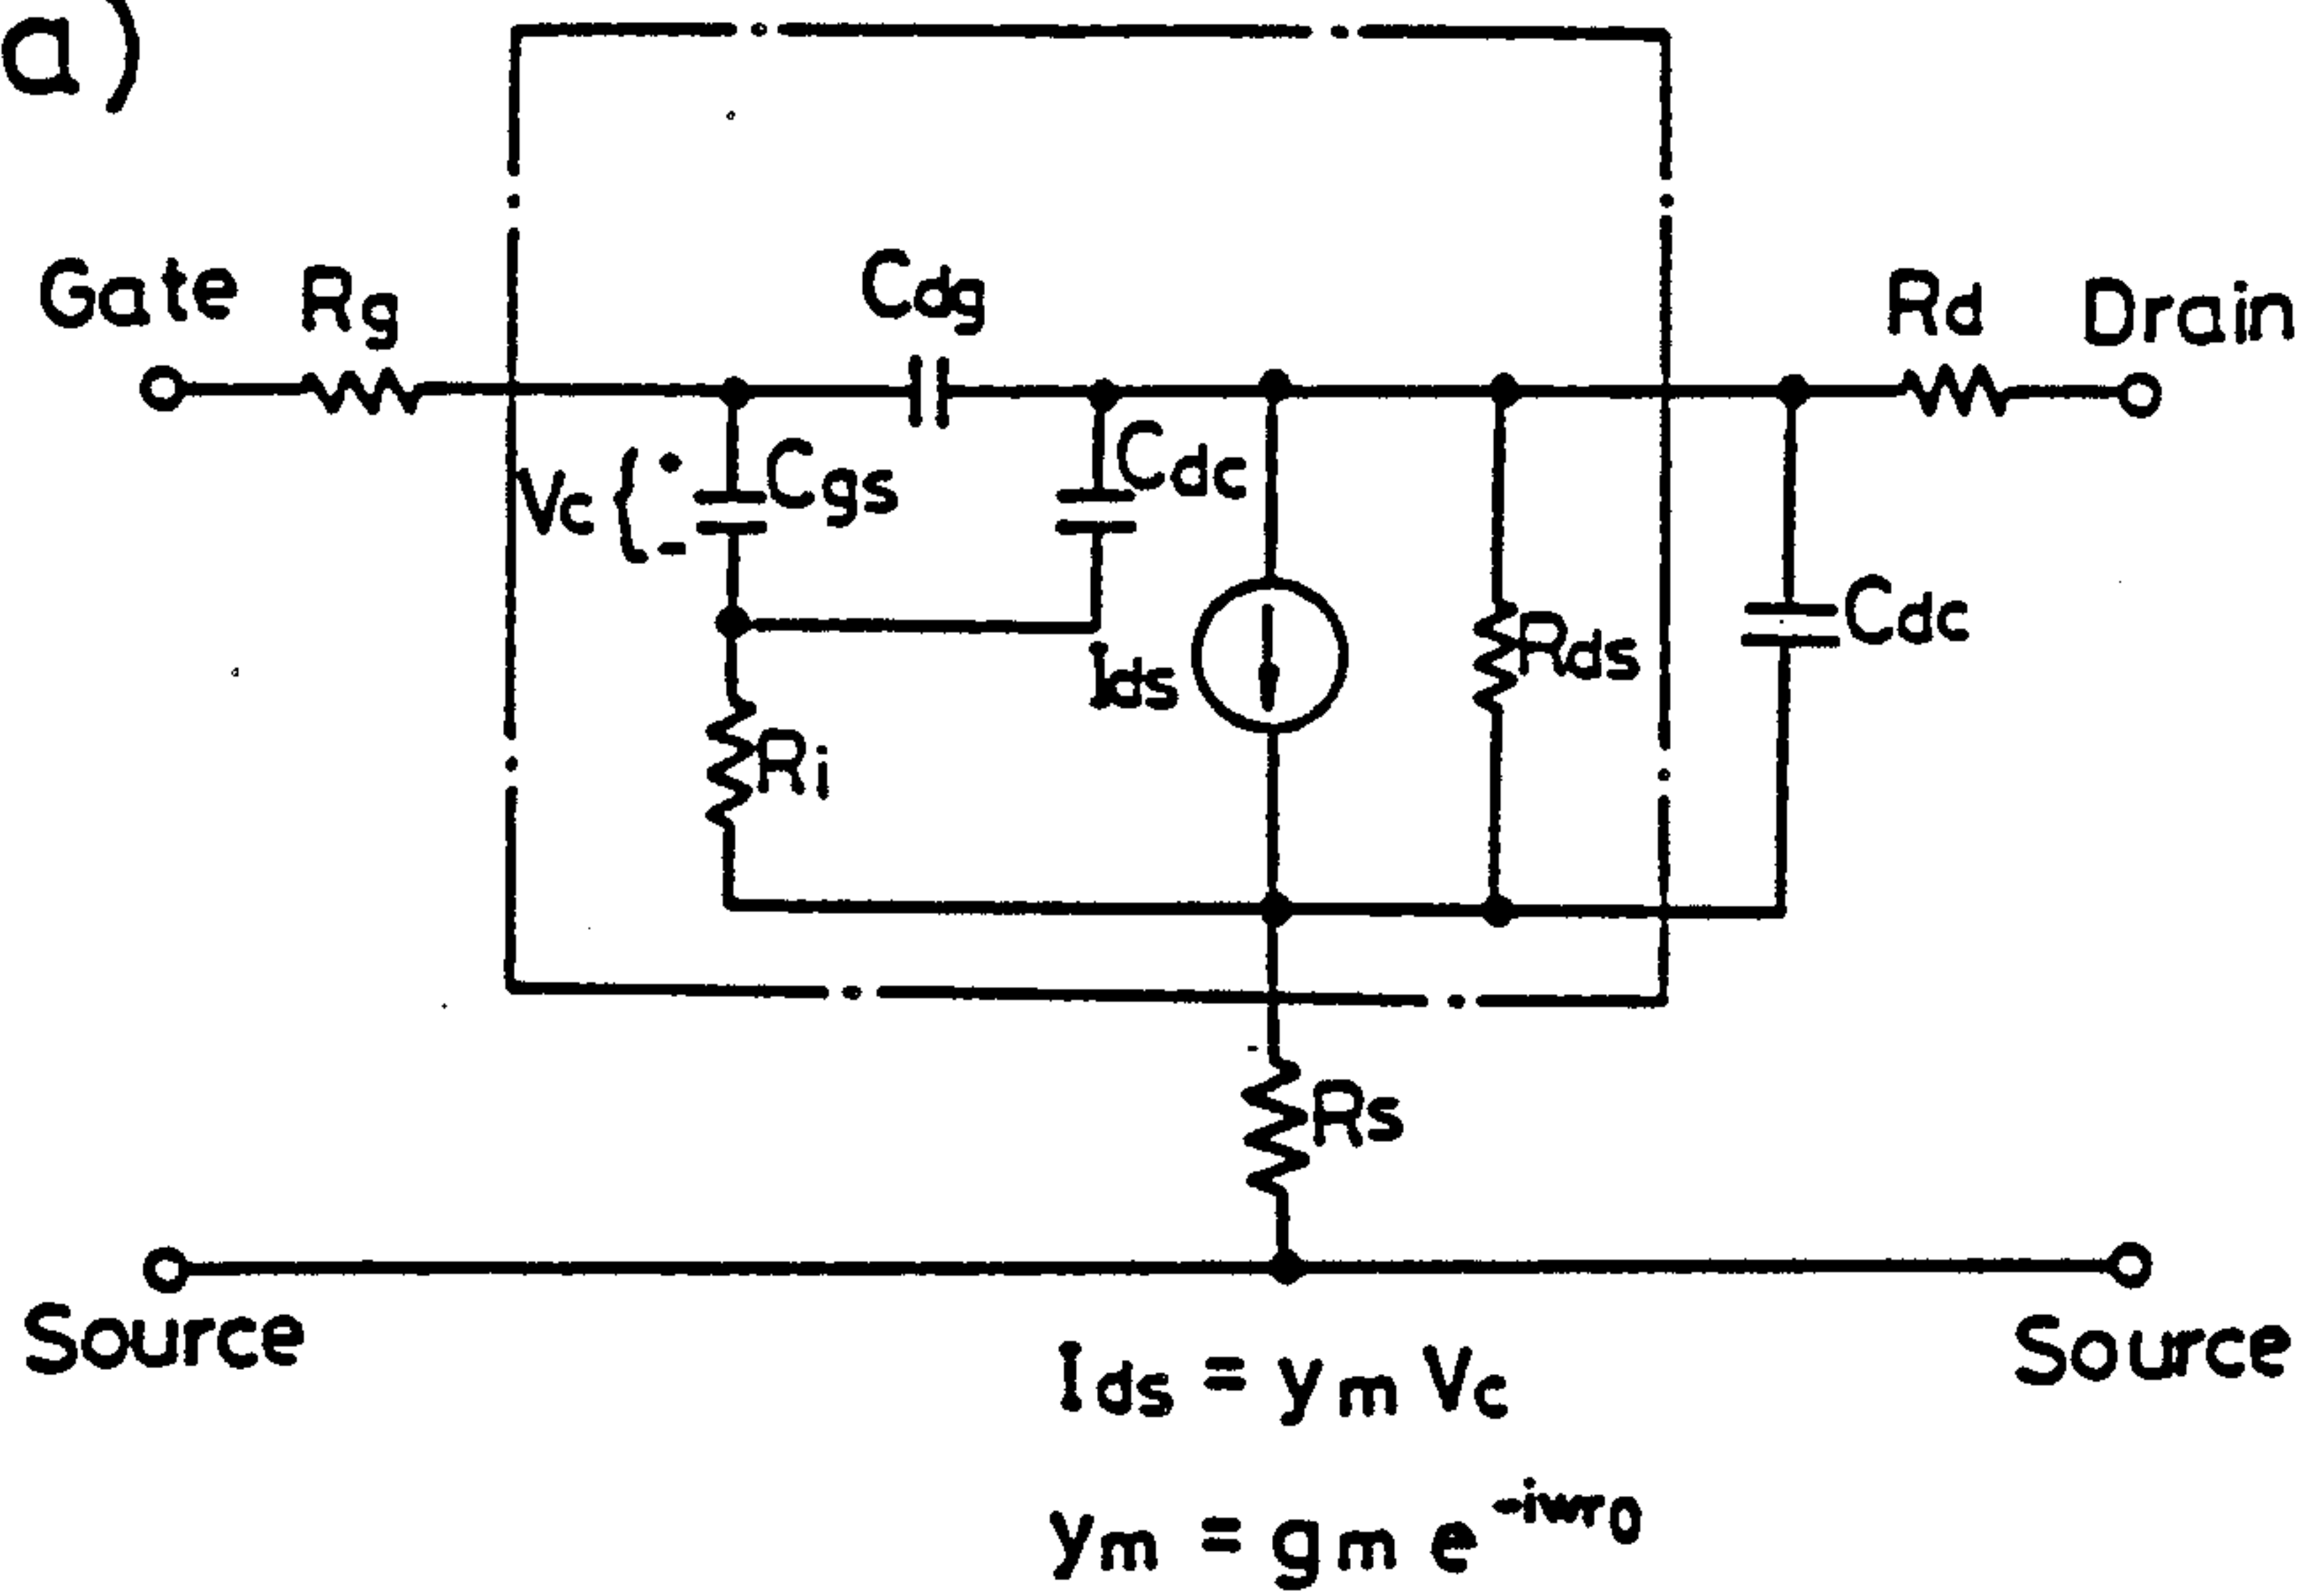 a)
Gate Rg Cdg Rd Drain
Vc { • - Cgs Cdc
Ids Rds Cdc
Ri
Rs
Source Source
Ids = ym Vc
ym = gm e